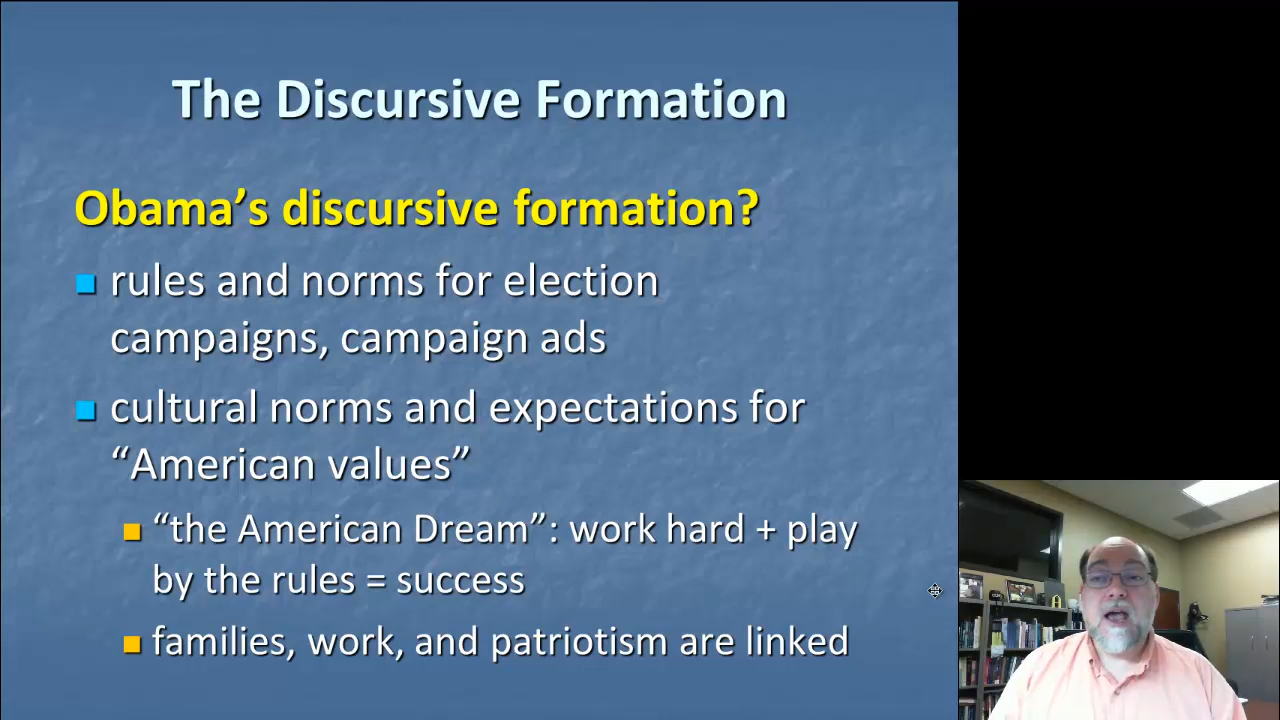 The Discursive Formation
Obama’s discursive formation?
rules and norms for election
campaigns, campaign ads
cultural norms and expectations for
“American values”
“the American Dream”: work hard + play
by the rules = success
families, work, and patriotism are linked